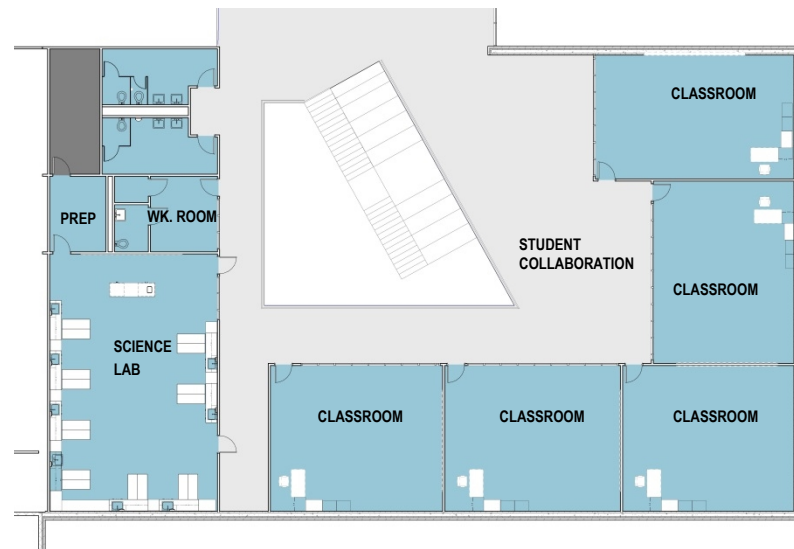 CLASSROOM
PREP
WK. ROOM
STUDENT
COLLABORATION
CLASSROOM
SCIENCE
LAB
CLASSROOM
CLASSROOM
CLASSROOM